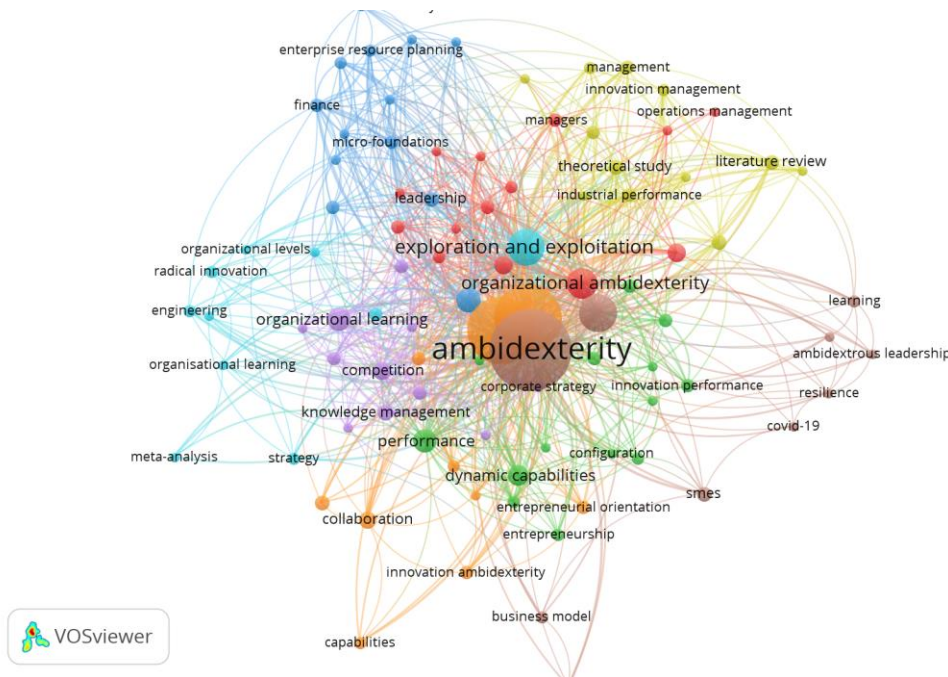 enterprise resource planning
management
innovation management
finance
operations management
managers
micro-foundations
theoretical study
literature review
leadership
industrial performance
organizational levels
exploration and exploitation
radical innovation
organizational ambidexterity
learning
engineering
organizational learning
ambidexterity
ambidextrous leadership
organisational learning
competition
corporate strategy
innovation performance
resilience
knowledge management
covid-19
performance
configuration
meta-analysis
strategy
dynamic capabilities
smes
entrepreneurial orientation
collaboration
entrepreneurship
innovation ambidexterity
business model
VOSviewer
capabilities